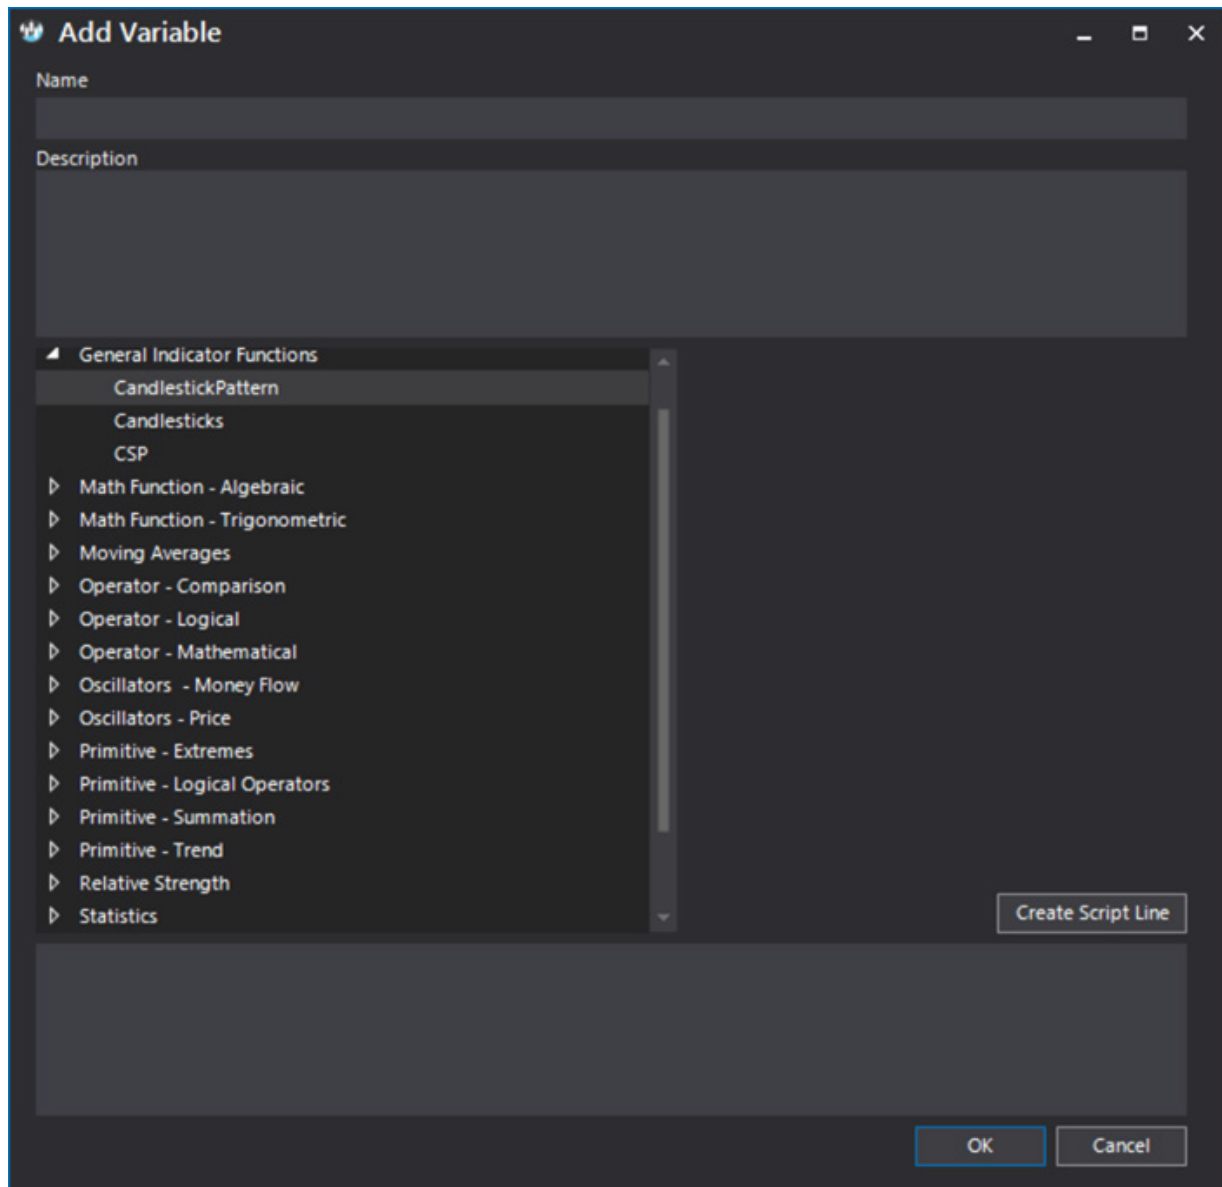 Add Variable
Name
Description
General Indicator Functions
CandlestickPattern
Candlesticks
CSP
Math Function - Algebraic
Math Function - Trigonometric
Moving Averages
Operator - Comparison
Operator - Logical
Operator - Mathematical
Oscillators  - Money Flow
Oscillators - Price
Primitive - Extremes
Primitive - Logical Operators
Primitive - Summation
Primitive - Trend
Relative Strength
Statistics
Create Script Line
OK Cancel